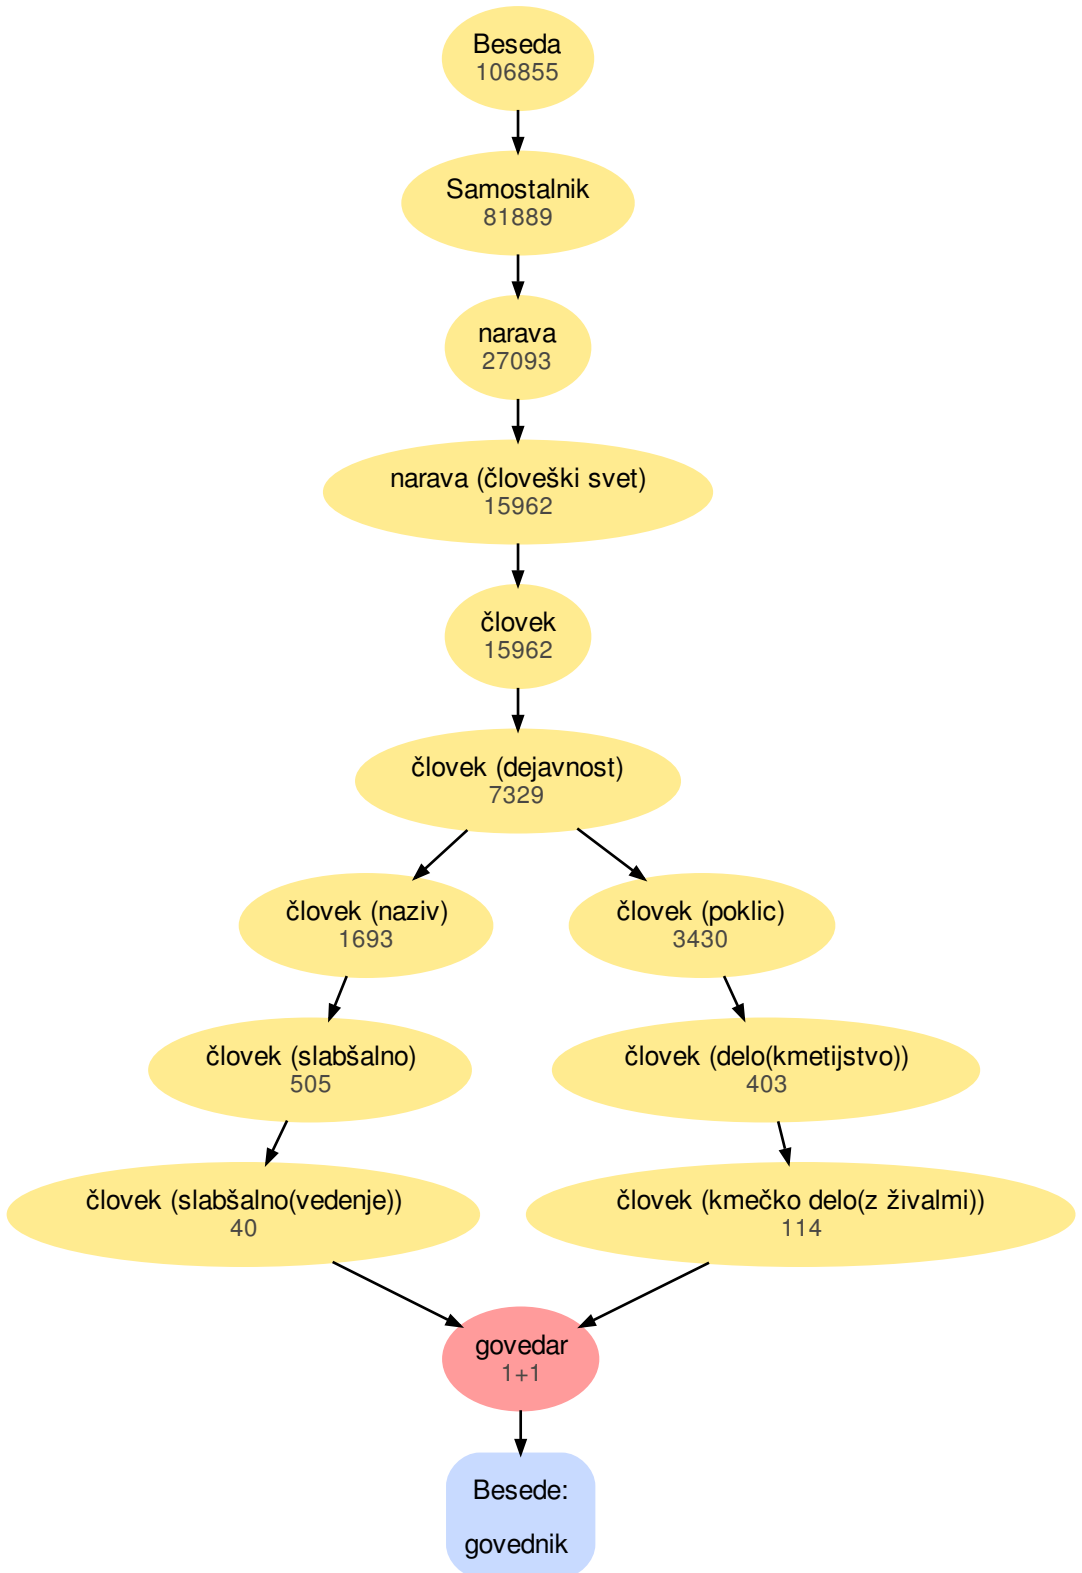 Beseda
106855
Samostalnik
81889
narava
27093
narava (človeški svet)
15962
človek
15962
človek (dejavnost)
7329
človek (naziv)
1693
človek (poklic)
3430
človek (slabšalno)
505
človek (delo(kmetijstvo))
403
človek (slabšalno(vedenje))
40
človek (kmečko delo(z živalmi))
114
govedar
1+1
Besede:
govednik